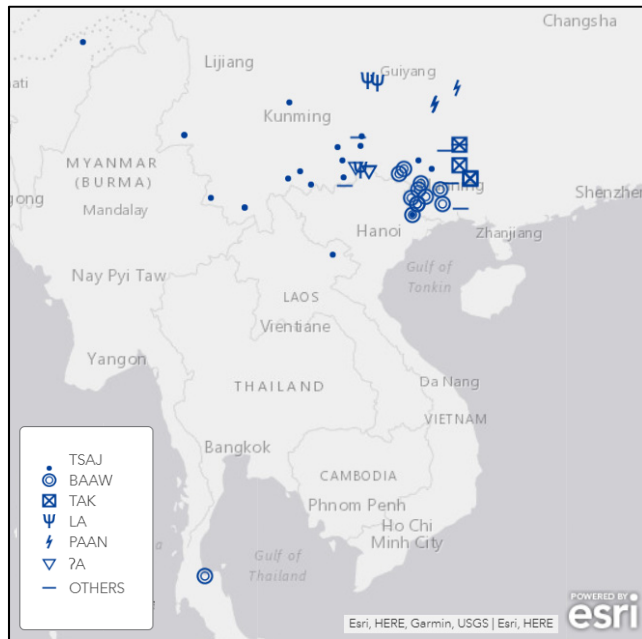 Changsha
Lijiang
Guiyang
Kunming
MYANMAR
(BURMA)
Mandalay
Shenzhen
Hanoi
Zhanjiang
Nay Pyi Taw
Gulf of
Tonkin
LAOS
Vientiane
Yangon
THAILAND
Da Nang
VIETNAM
Bangkok
CAMBODIA
Phnom Penh
Ho Chi
Minh City
Gulf of
Thailand
TSAJ
BAAW
TAK
LA
PAAN
ʔA
OTHERS
POWERED BY
esri
Esri, HERE, Garmin, USGS | Esri, HERE